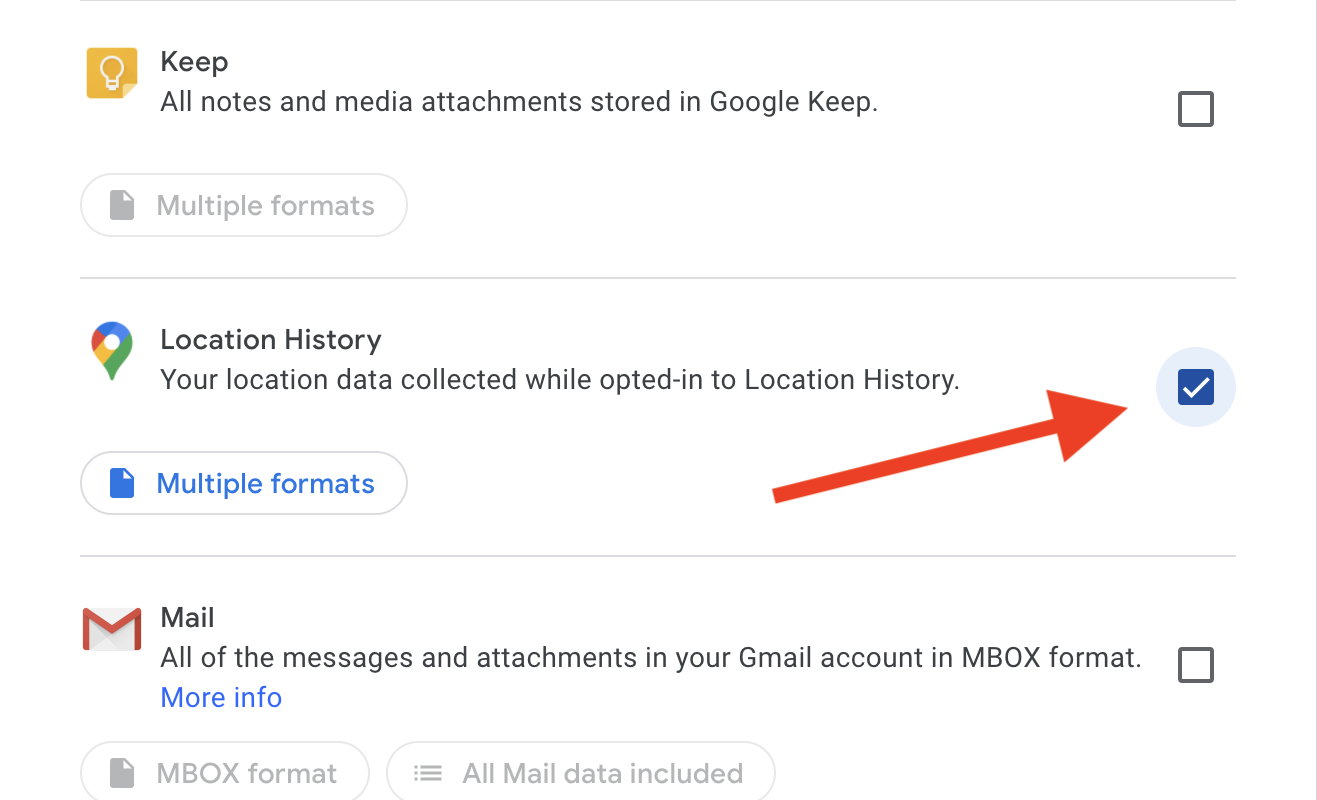 Keep
All notes and media attachments stored in Google Keep.
Multiple formats
Location History
Your location data collected while opted-in to Location History.
Multiple formats
Mail
All of the messages and attachments in your Gmail account in MBOX format.
More info
MBOX format
All Mail data included